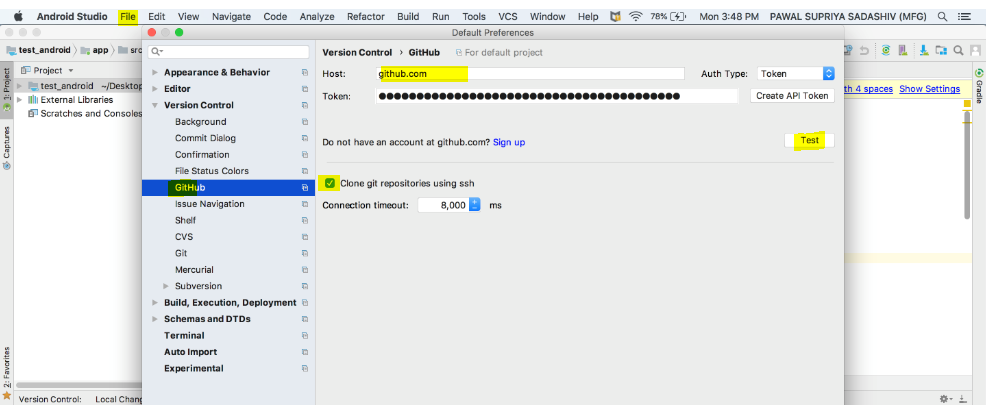 Android Studio File Edit View Navigate Code Analyze Refactor Build Run Tools VCS Window Help 78% Mon 3:48 PM PAWAL SUPRIYA SADASHIV (MFG)
Default Preferences
test_android app src
Version Control › GitHub For default project
Project
Appearance & Behavior
Host: github.com Auth Type: Token
test_android ~/Desktop
Editor
th 4 spaces Show Settings
External Libraries
Version Control
Token: ●●●●●●●●●●●●●●●●●●●●●●●●●●●●●●●●●●●●●●●● Create API Token
Scratches and Consoles
Background
Commit Dialog
Do not have an account at github.com? Sign up Test
Confirmation
File Status Colors
Clone git repositories using ssh
GitHub
Issue Navigation
Connection timeout: 8,000 ms
Shelf
CVS
Git
Mercurial
Subversion
Build, Execution, Deployment
Schemas and DTDs
Terminal
Auto Import
Experimental
1: Project
Captures
2: Favorites
Gradle
Version Control: Local Chang